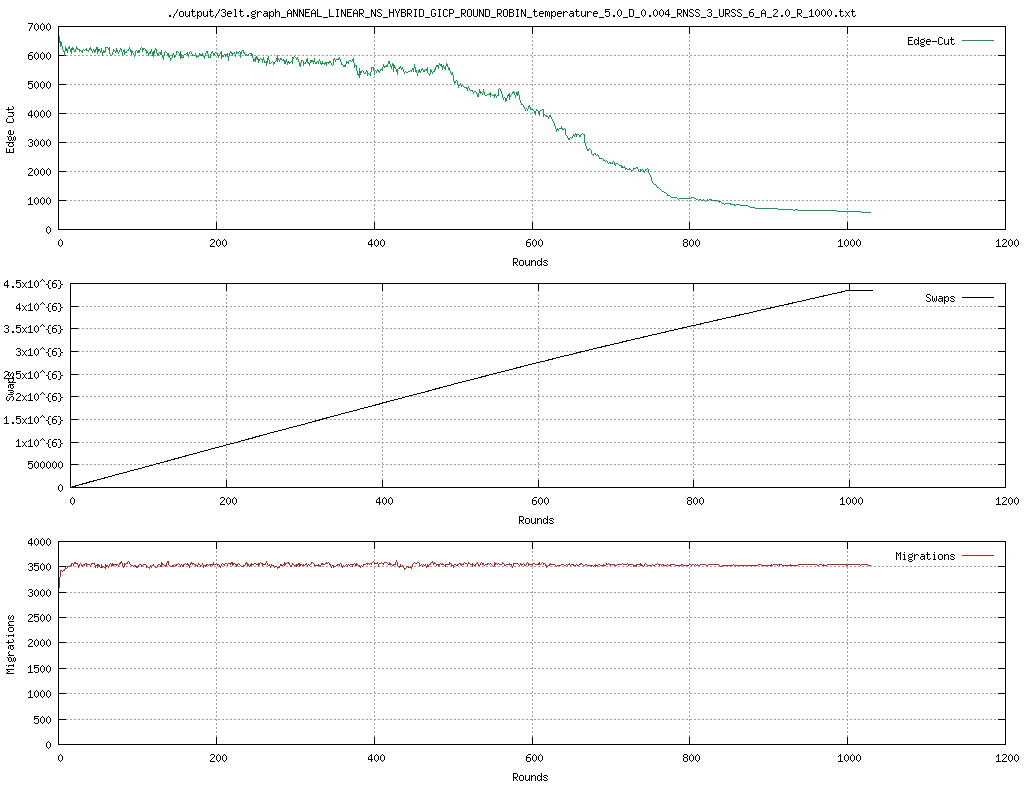 ./output/3elt.graph_ANNEAL_LINEAR_NS_HYBRID_GICP_ROUND_ROBIN_temperature_5.0_D_0.004_RNSS_3_URSS_6_A_2.0_R_1000.txt
7000
6000
5000
4000
3000
2000
1000
0
Edge Cut
Edge-Cut
0 200 400 600 800 1000 1200
Rounds
4.5x10^{6}
4x10^{6}
3.5x10^{6}
3x10^{6}
2.5x10^{6}
2x10^{6}
1.5x10^{6}
1x10^{6}
500000
0
Swaps
Swaps
0 200 400 600 800 1000 1200
Rounds
4000
3500
3000
2500
2000
1500
1000
500
0
Migrations
Migrations
0 200 400 600 800 1000 1200
Rounds